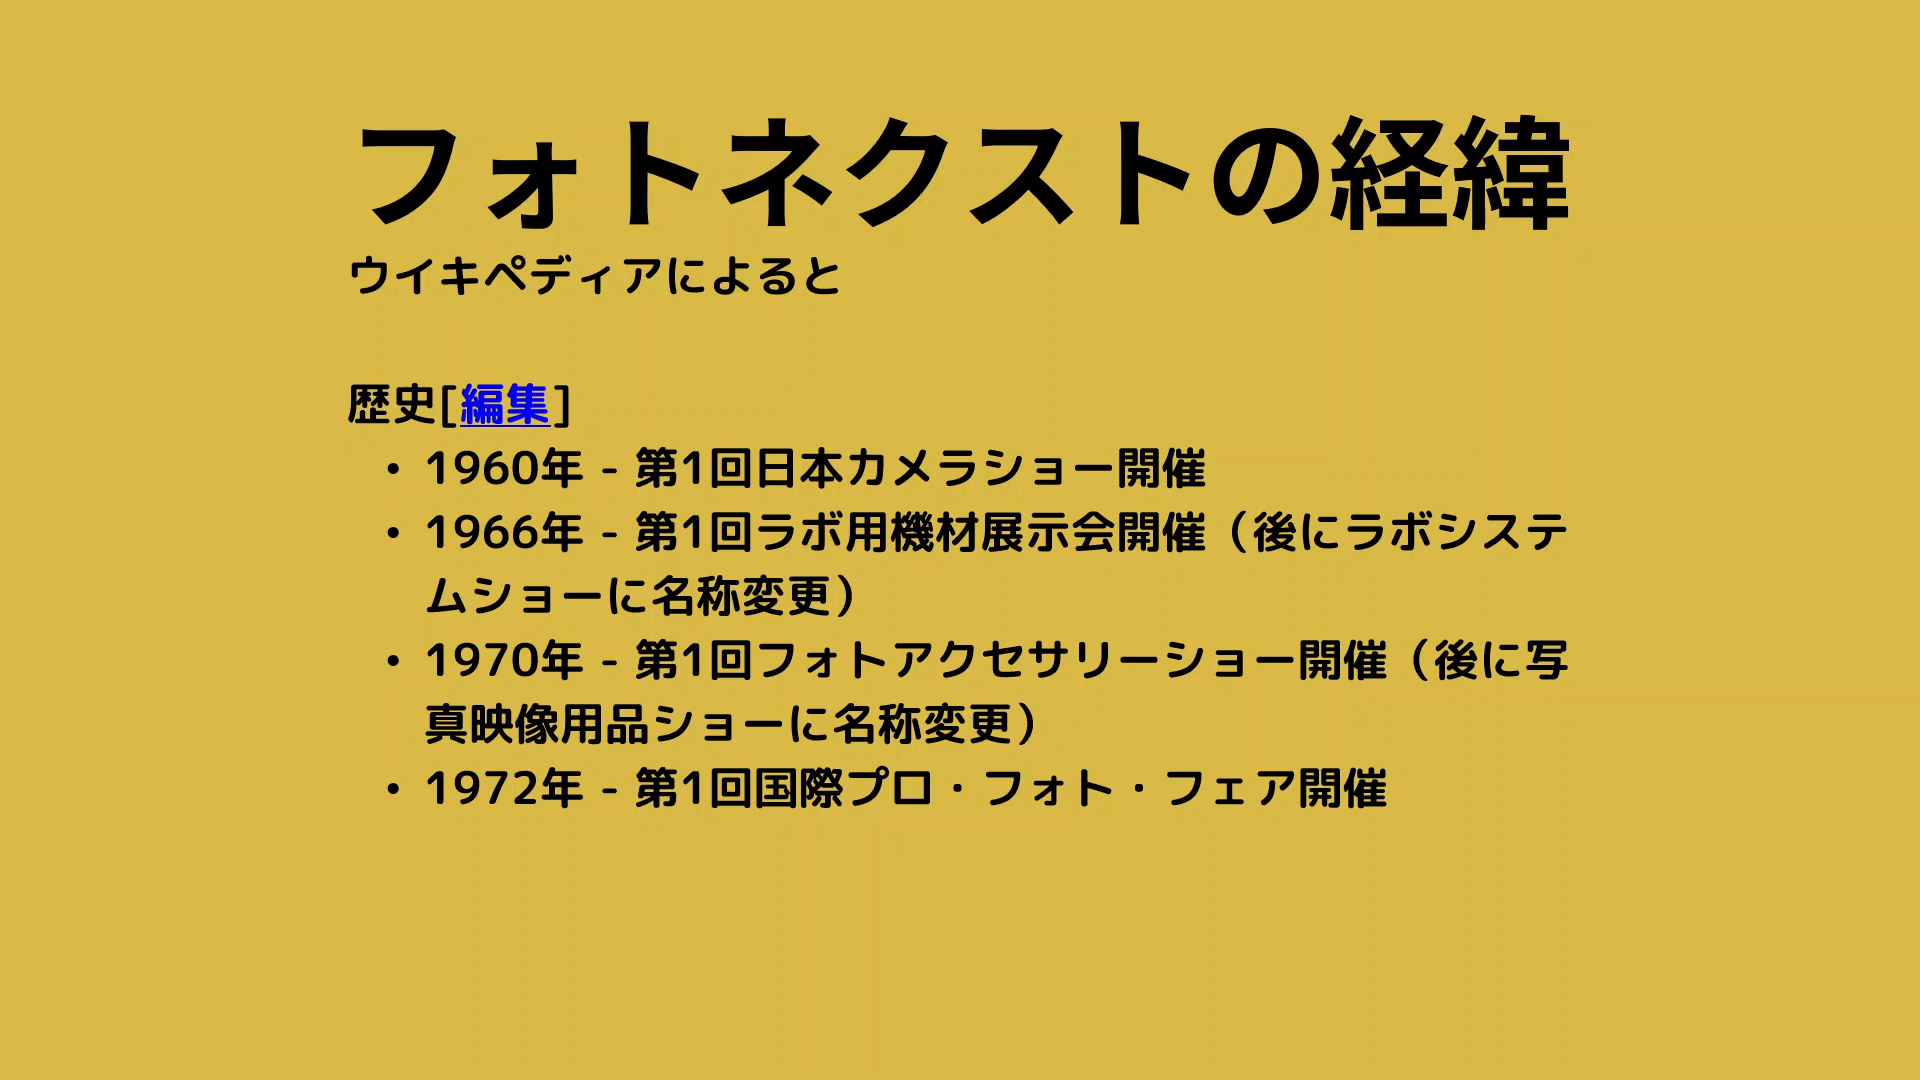 フォトネクストの経緯
ウイキペディアによると
歴史[編集]
• 1960年 - 第1回日本カメラショー開催
• 1966年 - 第1回ラボ用機材展示会開催（後にラボシステ
ムショーに名称変更）
• 1970年 - 第1回フォトアクセサリーショー開催（後に写
真映像用品ショーに名称変更）
• 1972年 - 第1回国際プロ・フォト・フェア開催